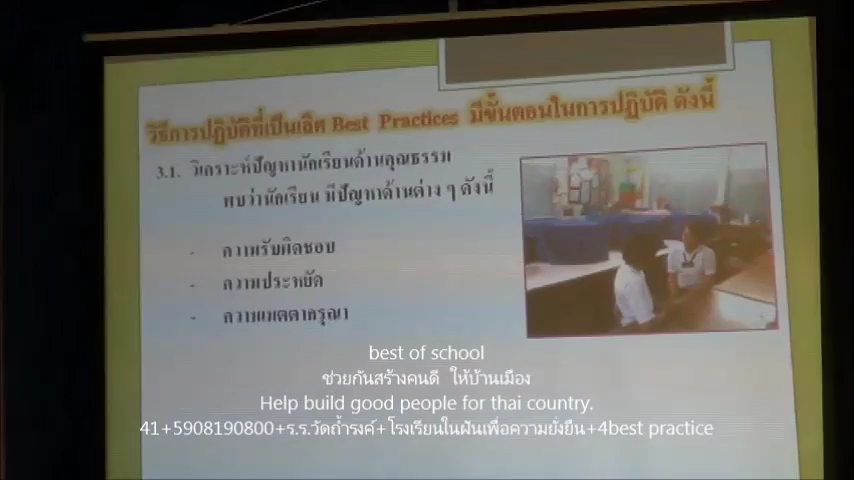 วิธีการปฏิบัติที่เป็นเลิศ Best Practices มีขั้นตอนในการปฏิบัติ ดังนี้
3.1. วิเคราะห์ปัญหานักเรียนด้านคุณธรรม
พบว่านักเรียน มีปัญหาด้านต่าง ๆ ดังนี้
- ความรับผิดชอบ
- ความประหยัด
- ความเมตตากรุณา
best of school
ช่วยกันสร้างคนดี ให้บ้านเมือง
Help build good people for thai country.
41+5908190800+ร.ร.วัดถ้ำรงค์+โรงเรียนในฝันเพื่อความยั่งยืน+4best practice